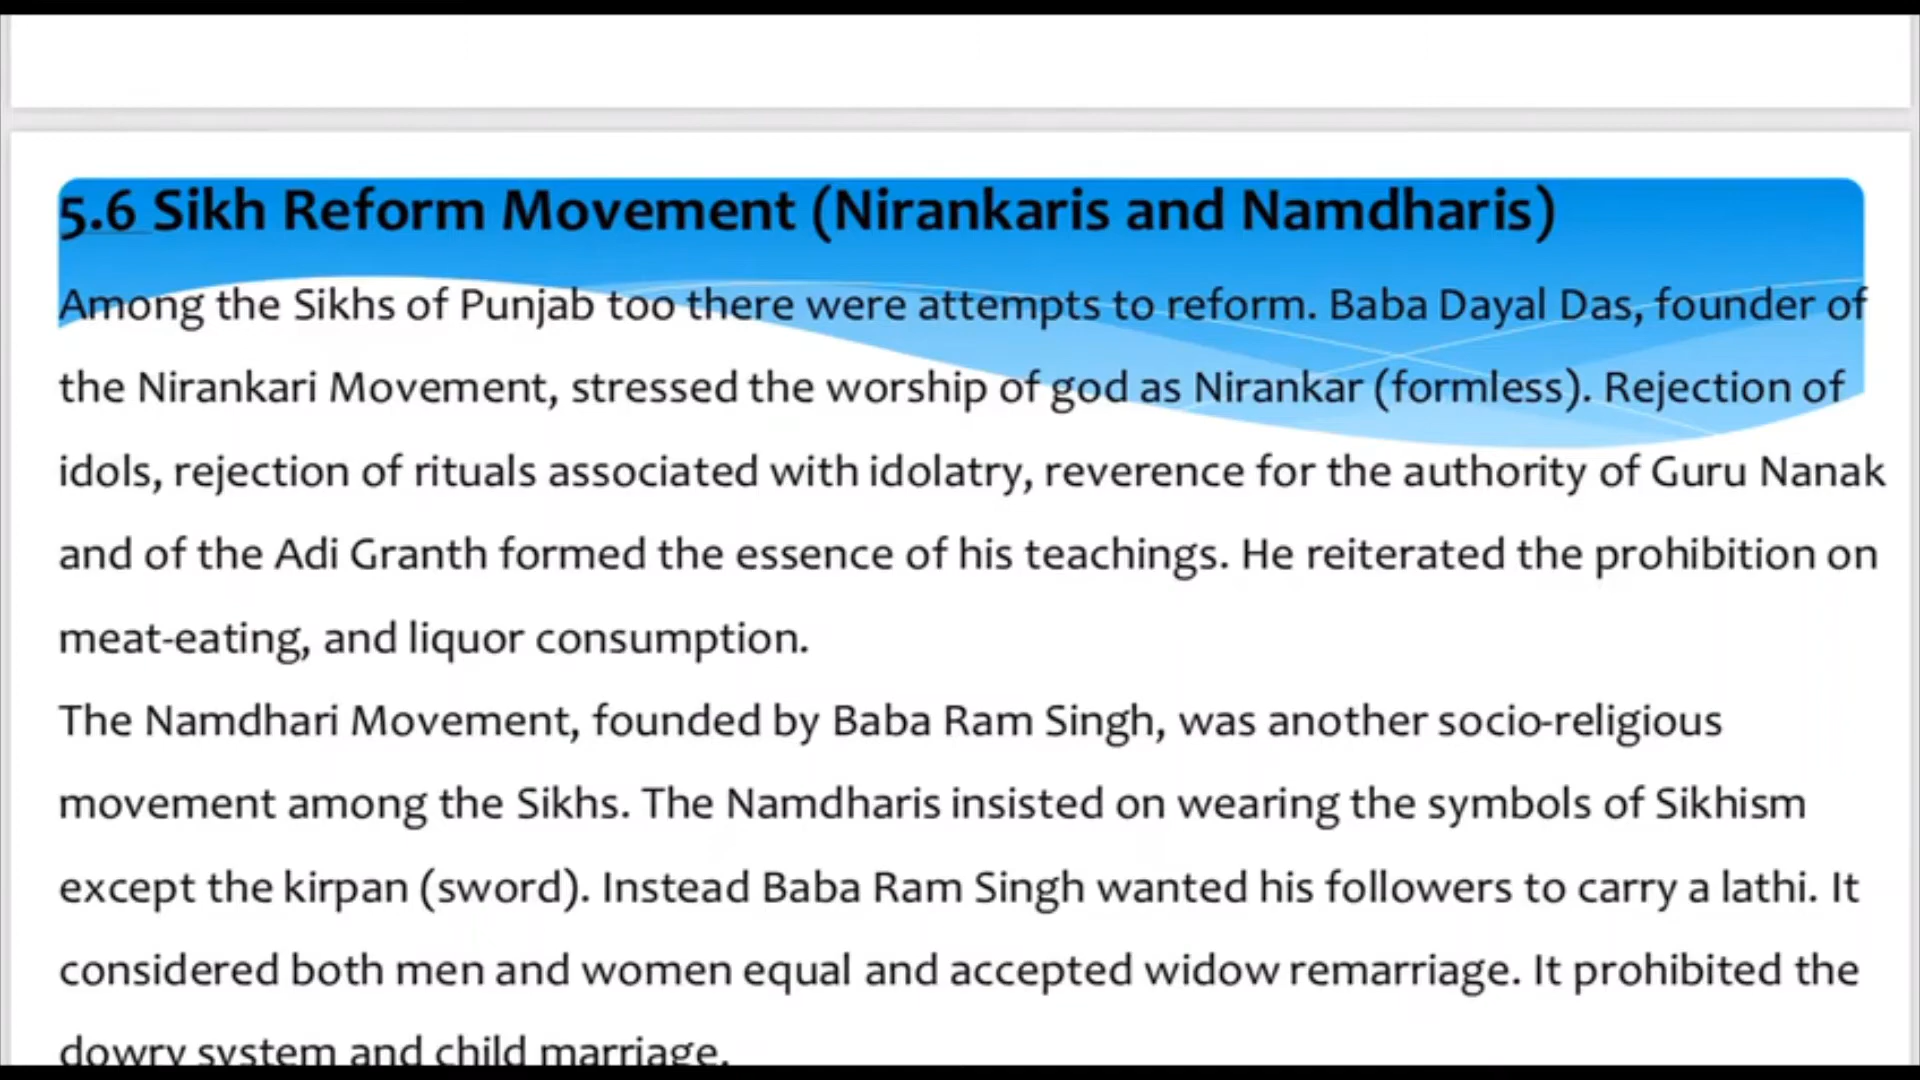 5.6 Sikh Reform Movement (Nirankaris and Namdharis)
Among the Sikhs of Punjab too there were attempts to reform. Baba Dayal Das, founder of
the Nirankari Movement, stressed the worship of god as Nirankar (formless). Rejection of
idols, rejection of rituals associated with idolatry, reverence for the authority of Guru Nanak
and of the Adi Granth formed the essence of his teachings. He reiterated the prohibition on
meat-eating, and liquor consumption.
The Namdhari Movement, founded by Baba Ram Singh, was another socio-religious
movement among the Sikhs. The Namdharis insisted on wearing the symbols of Sikhism
except the kirpan (sword). Instead Baba Ram Singh wanted his followers to carry a lathi. It
considered both men and women equal and accepted widow remarriage. It prohibited the
dowry system and child marriage.